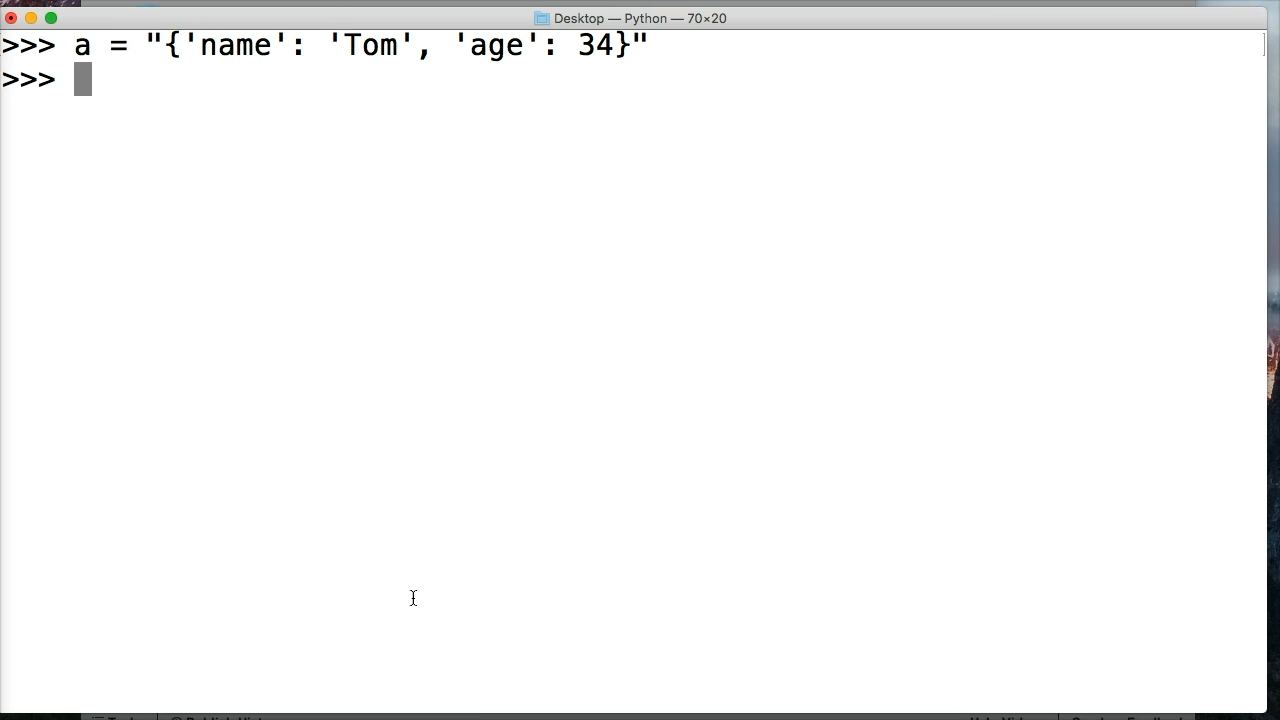 Desktop — Python — 70×20
>>> a = "{'name': 'Tom', 'age': 34}"
>>>